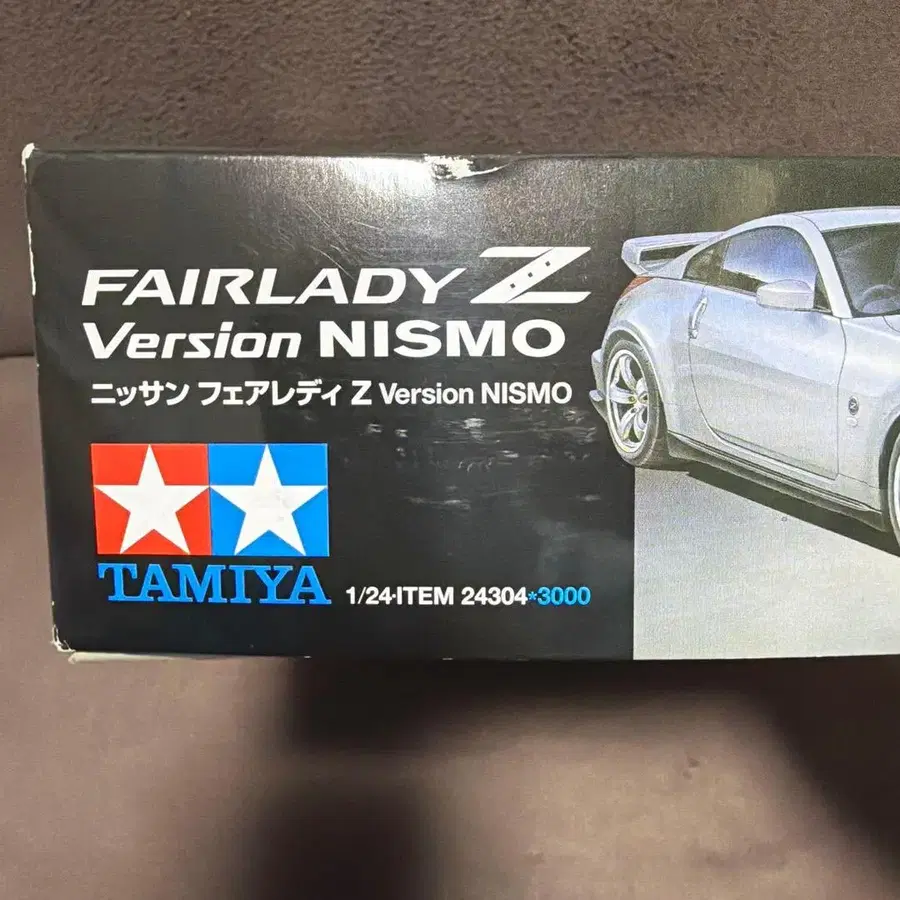 FAIRLADY Z
Version NISMO
ニッサン フェアレディ Z Version NISMO
TAMIYA
1/24•ITEM 24304*3000